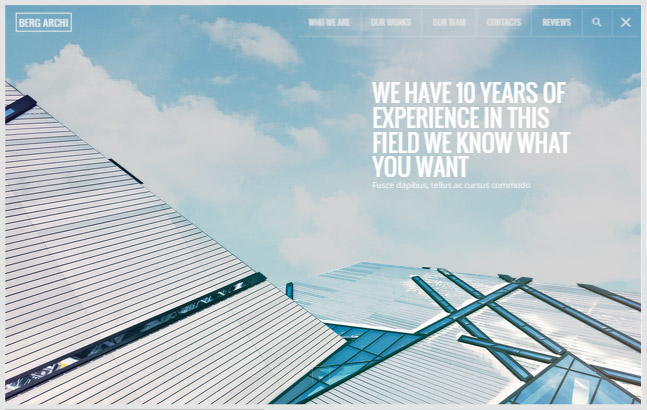 BERG ARCHI
WHO WE ARE OUR WORKS OUR TEAM CONTACTS REVIEWS
WE HAVE 10 YEARS OF
EXPERIENCE IN THIS
FIELD WE KNOW WHAT
YOU WANT
Fusce dapibus, tellus ac cursus commodo